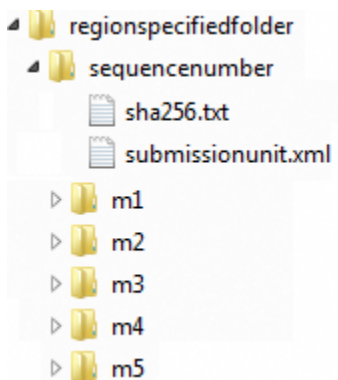 regionspecifiedfolder
sequencenumber
sha256.txt
submissionunit.xml
m1
m2
m3
m4
m5